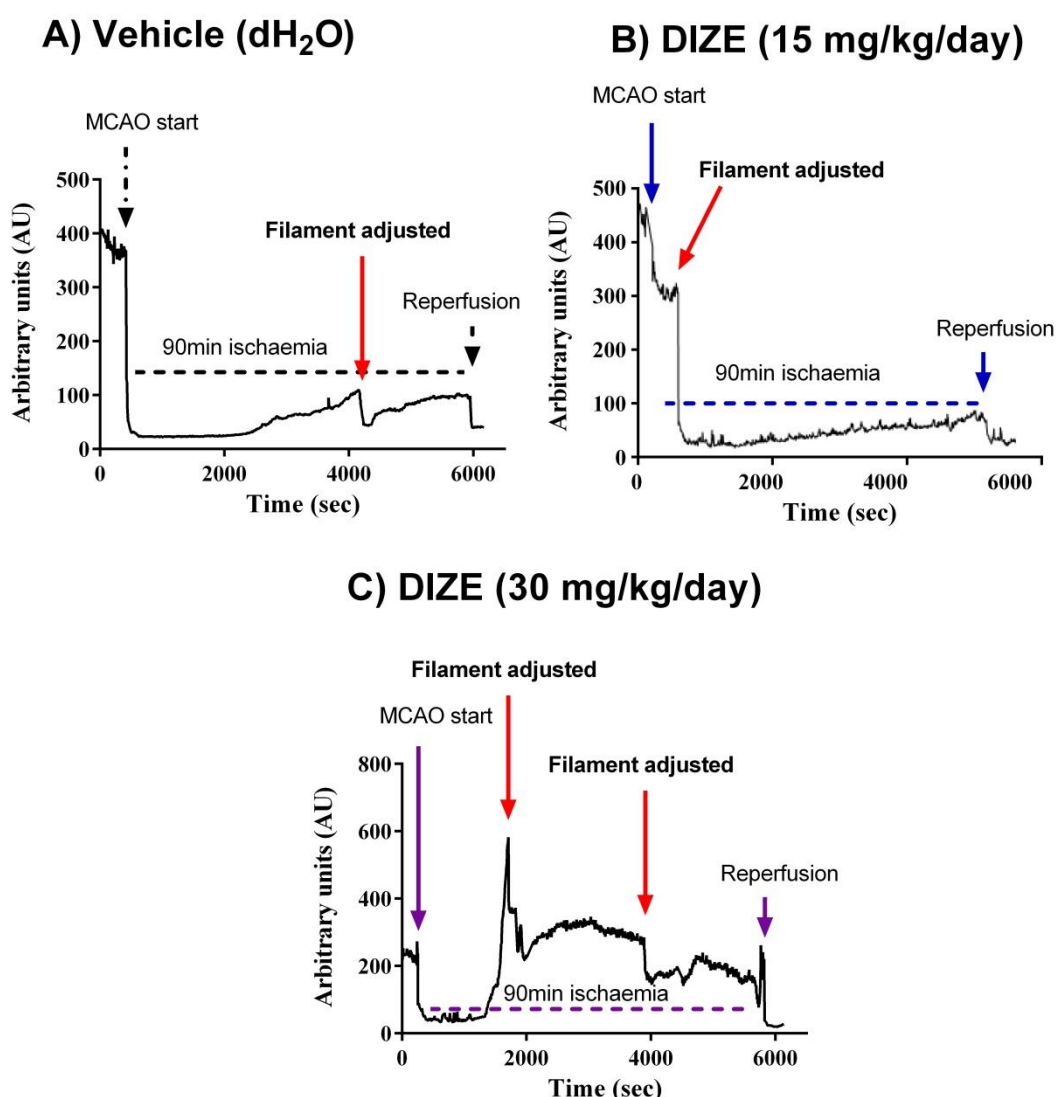 A) Vehicle (dH₂O)
MCAO start
500
400
300
200
100
0
Arbitrary units (AU)
Filament adjusted
Reperfusion
90min ischaemia
0 2000 4000 6000
Time (sec)
B) DIZE (15 mg/kg/day)
MCAO start
Filament adjusted
500
400
300
200
100
0
Arbitrary units (AU)
Reperfusion
90min ischaemia
0 2000 4000 6000
Time (sec)
C) DIZE (30 mg/kg/day)
Filament adjusted
MCAO start
Filament adjusted
800
600
400
200
0
Arbitrary units (AU)
Reperfusion
90min ischaemia
0 2000 4000 6000
Time (sec)